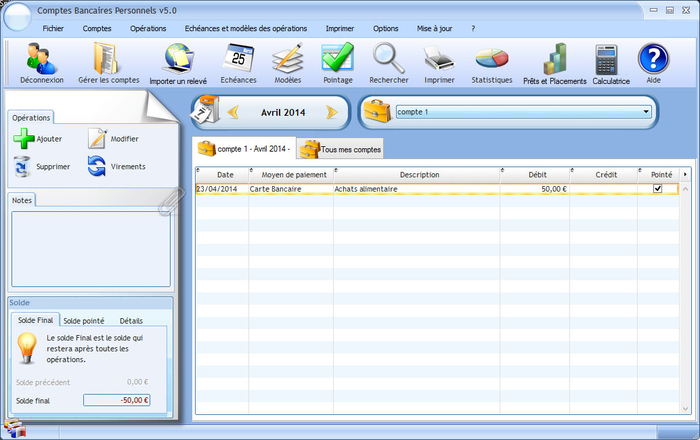 Comptes Bancaires Personnels v5.0
Fichier Comptes Opérations Echéances et modèles des opérations Imprimer Options Mise à jour ?
Déconnexion Gérer les comptes Importer un relevé Echéances Modèles Pointage Rechercher Imprimer Statistiques Prêts et Placements Calculatrice Aide
25
Opérations
Ajouter Modifier
Supprimer Virements
Notes
Solde
Solde Final Solde pointé Détails
Le solde Final est le solde qui
restera après toutes les
opérations.
Solde précédent 0,00 €
Solde final -50,00 €
7
Avril 2014
compte 1
compte 1 - Avril 2014 - Tous mes comptes
Date Moyen de paiement Description Débit Crédit Pointé
23/04/2014 Carte Bancaire Achats alimentaire 50,00 €